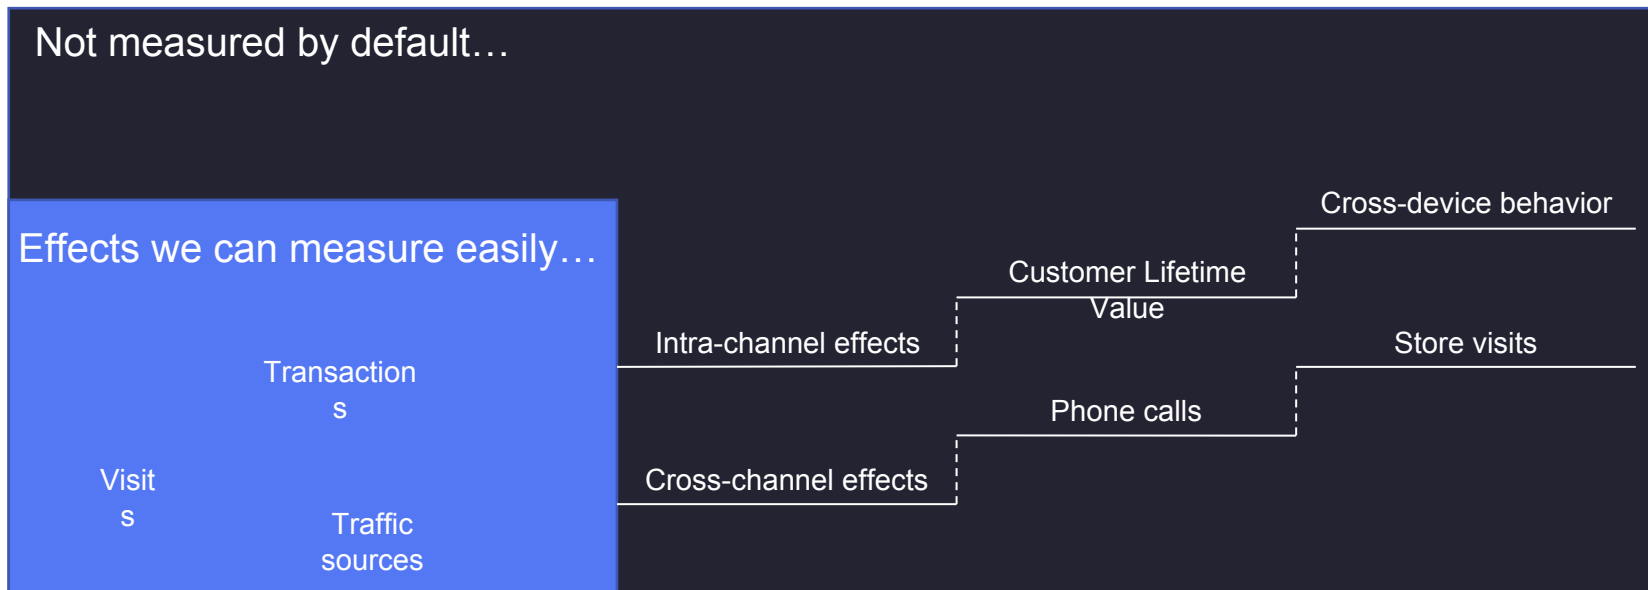 Not measured by default…
Effects we can measure easily…
Transaction
s
Visit
s
Traffic
sources
Intra-channel effects
Cross-channel effects
Customer Lifetime
Value
Phone calls
Cross-device behavior
Store visits